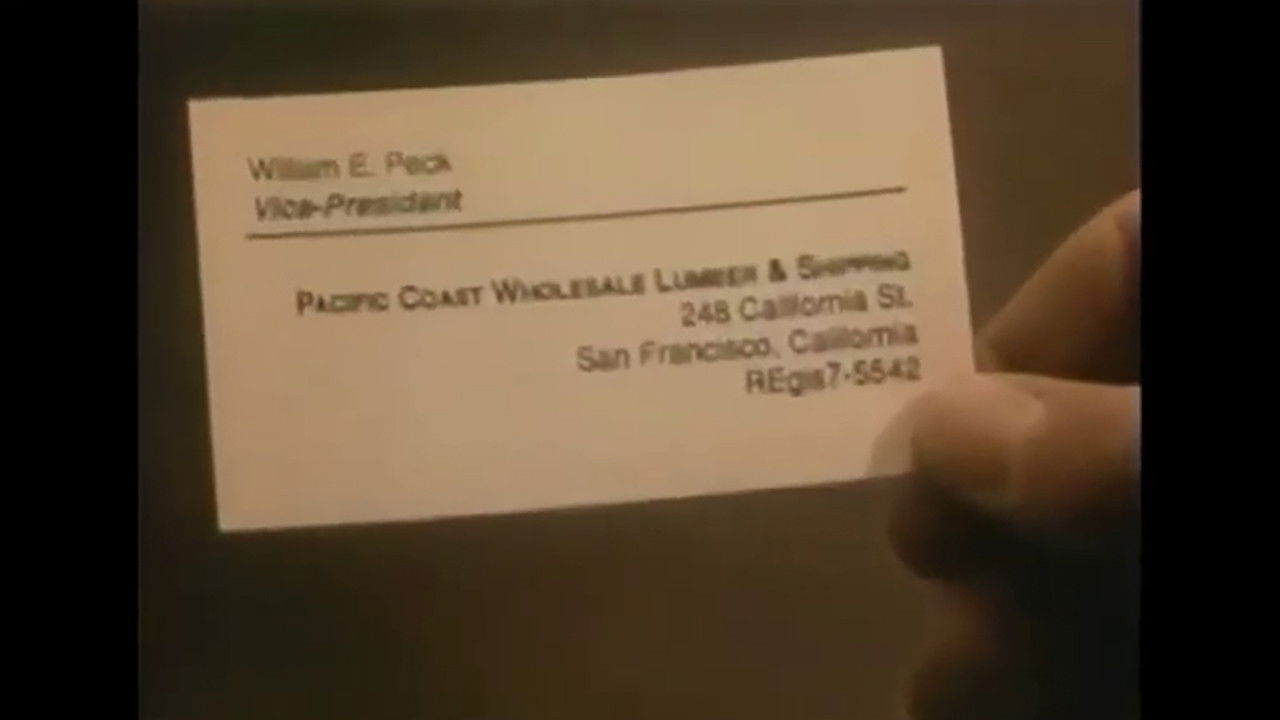 William E. Peck
Vice-President
PACIFIC COAST WHOLESALE LUMBER & SHIPPING
248 California St.
San Francisco, California
REgis7-5542